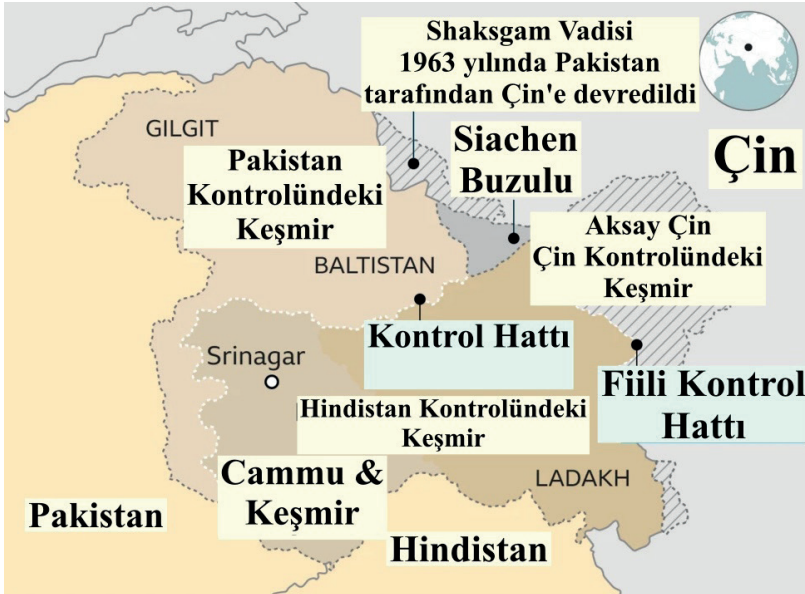 Shaksgam Vadisi
1963 yılında Pakistan
tarafından Çin'e devredildi
GILGIT
Siachen
Buzulu
Çin
Pakistan
Kontrolündeki
Keşmir
Aksay Çin
Çin Kontrolündeki
Keşmir
BALTISTAN
Kontrol Hattı
Srinagar
Fiili Kontrol
Hattı
Hindistan Kontrolündeki
Keşmir
Cammu &
Keşmir
LADAKH
Pakistan
Hindistan